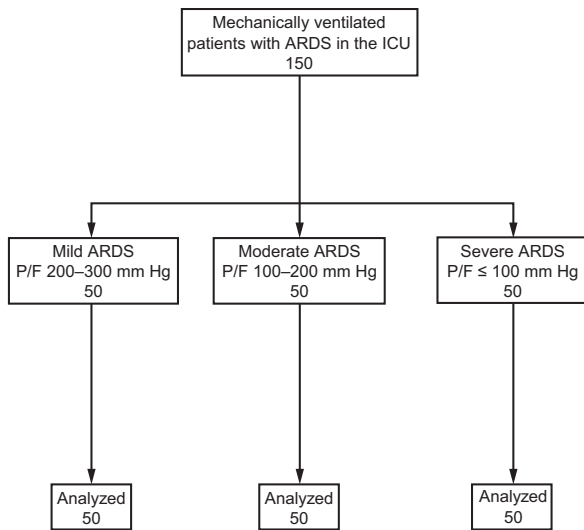 Mechanically ventilated
patients with ARDS in the ICU
150
Mild ARDS
P/F 200–300 mm Hg
50
Moderate ARDS
P/F 100–200 mm Hg
50
Severe ARDS
P/F ≤ 100 mm Hg
50
Analyzed
50
Analyzed
50
Analyzed
50